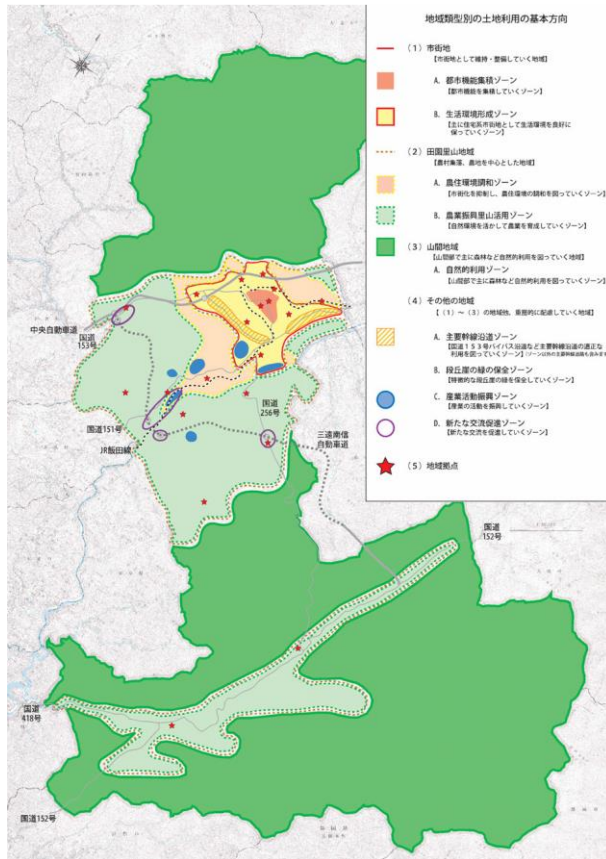 地域類型別の土地利用の基本方向
（１）市街地
【市街地として維持・整備していく地域】
A．都市機能集積ゾーン
【都市機能を集積していくゾーン】
B．生活環境形成ゾーン
【主に住宅系市街地として生活環境を良好に
保っていくゾーン】
（２）田園里山地域
【農村集落、農地を中心とした地域】
A．農住環境調和ゾーン
【市街化を抑制し、農住環境の調和を図っていくゾーン】
B．農業振興里山活用ゾーン
【自然環境を活かして農業を育成していくゾーン】
（３）山間地域
【山間部で主に森林など自然的利用を図っていく地域】
A．自然的利用ゾーン
【山間部で主に森林など自然的利用を図っていくゾーン】
（４）その他の地域
【（１）～（３）の地域他、重層的に配慮していく地域】
A．主要幹線沿道ゾーン
【国道１５３号バイパス沿道など主要幹線沿道の適正な
利用を図っていくゾーン】
B．段丘崖の緑の保全ゾーン
【特徴的な段丘崖の緑を保全していくゾーン】
C．産業活動振興ゾーン
【産業の活動を振興していくゾーン】
D．新たな交流促進ゾーン
【新たな交流を促進していくゾーン】
（５）地域拠点
中央自動車道
国道
153号
国道151号
JR飯田線
国道
256号
三遠南信
自動車道
国道
152号
国道
418号
国道152号